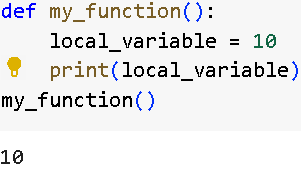 def my_function():
    local_variable = 10
    print(local_variable)
my_function()
10